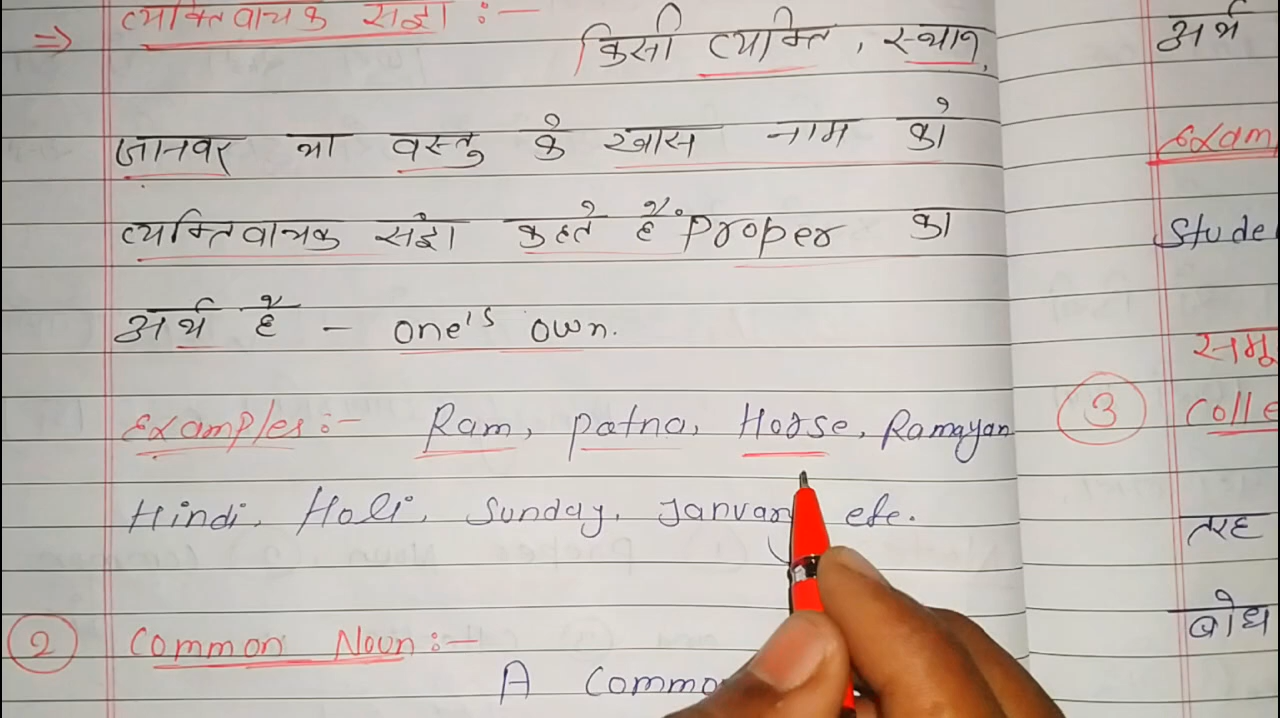 ⇒ व्यक्तिवाचक संज्ञा :-
किसी व्यक्ति, स्थान,
जानवर या वस्तु के खास नाम को
व्यक्तिवाचक संज्ञा कहते हैं. Proper का
अर्थ है - one's own.
Examples:- Ram, Patna, Horse, Ramayan
Hindi, Holi, Sunday, January etc.
2 Common Noun:-
A Commo
अर्थ
Exam
Stude
समू
3 Colle
तरह
बोध